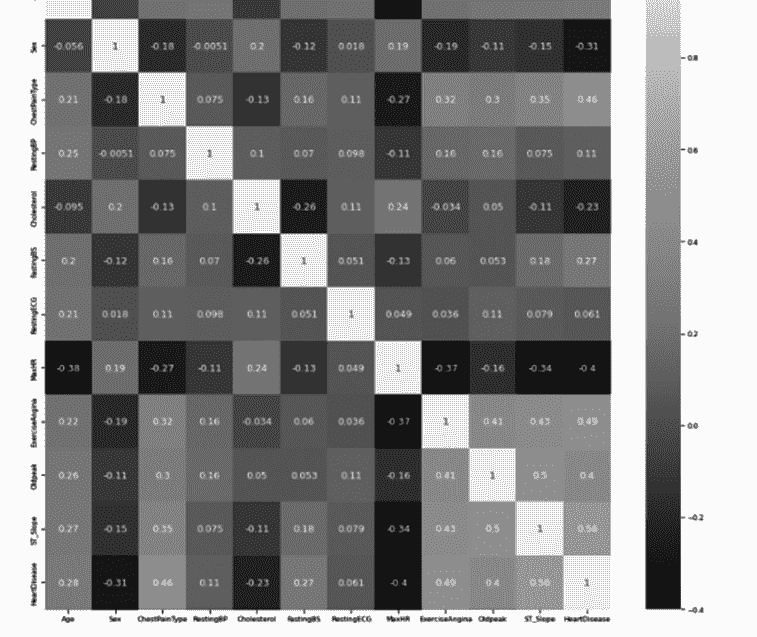 Sex -0.056 1 -0.18 -0.0051 0.2 -0.12 0.018 0.19 -0.19 -0.11 -0.15 -0.31
ChestPainType 0.21 -0.18 1 0.075 -0.13 0.16 0.11 -0.27 0.32 0.3 0.35 0.46
RestingBP 0.25 -0.0051 0.075 1 0.1 0.07 0.098 -0.11 0.16 0.16 0.075 0.11
Cholesterol -0.095 0.2 -0.13 0.1 1 -0.26 0.11 0.24 -0.034 0.05 -0.11 -0.23
FastingBS 0.2 -0.12 0.16 0.07 -0.26 1 0.051 -0.13 0.06 0.053 0.18 0.27
RestingECG 0.21 0.018 0.11 0.098 0.11 0.051 1 0.049 0.036 0.11 0.079 0.061
MaxHR -0.38 0.19 -0.27 -0.11 0.24 -0.13 0.049 1 -0.37 -0.16 -0.34 -0.4
ExerciseAngina 0.22 -0.19 0.32 0.16 -0.034 0.06 0.036 -0.37 1 0.41 0.43 0.49
Oldpeak 0.26 -0.11 0.3 0.16 0.05 0.053 0.11 -0.16 0.41 1 0.5 0.4
ST_Slope 0.27 -0.15 0.35 0.075 -0.11 0.18 0.079 -0.34 0.43 0.5 1 0.56
HeartDisease 0.28 -0.31 0.46 0.11 -0.23 0.27 0.061 -0.4 0.49 0.4 0.56 1
Age Sex ChestPainType RestingBP Cholesterol FastingBS RestingECG MaxHR ExerciseAngina Oldpeak ST_Slope HeartDisease
0.8
0.6
0.4
0.2
0.0
-0.2
-0.4